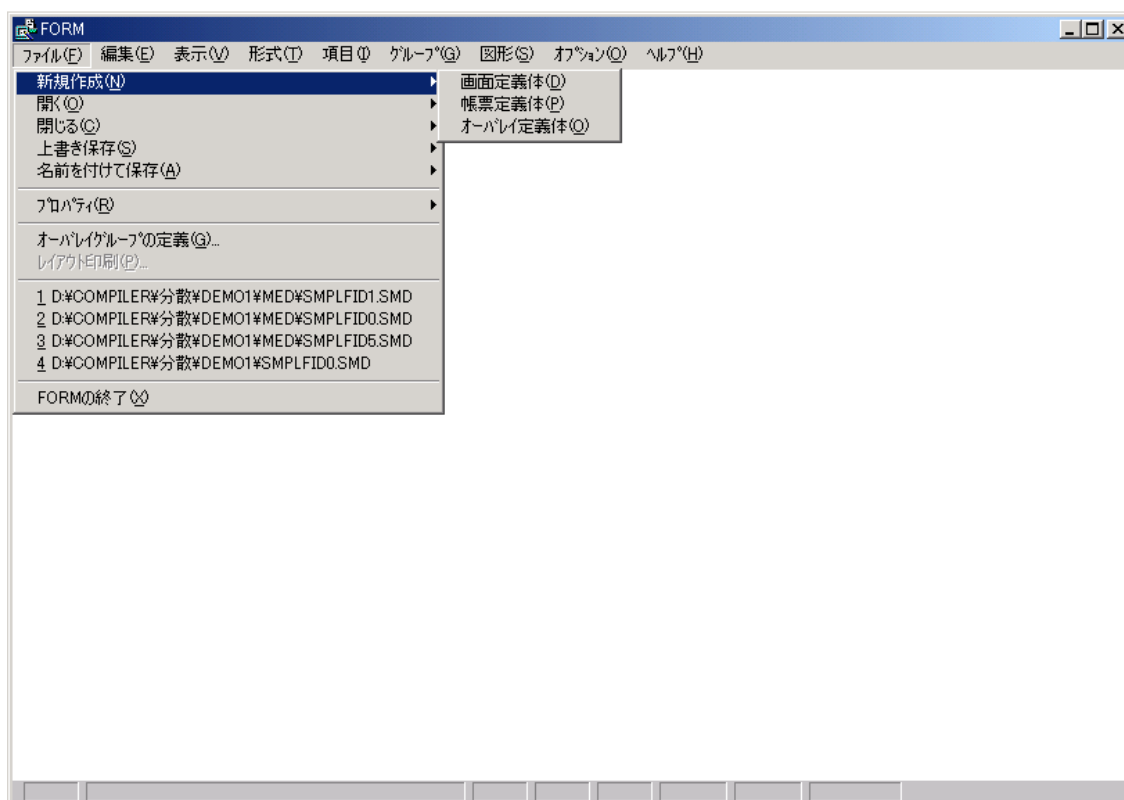 FORM
ﾌｧｲﾙ(F) 編集(E) 表示(V) 形式(T) 項目(I) ｸﾞﾙｰﾌﾟ(G) 図形(S) ｵﾌﾟｼｮﾝ(O) ﾍﾙﾌﾟ(H)
新規作成(N) 画面定義体(D)
開く(O) 帳票定義体(P)
閉じる(C) ｵｰﾊﾞﾚｲ定義体(O)
上書き保存(S)
名前を付けて保存(A)
ﾌﾟﾛﾊﾟﾃｨ(R)
ｵｰﾊﾞﾚｲｸﾞﾙｰﾌﾟの定義(G)...
ﾚｲｱｳﾄ印刷(P)...
1 D:¥COMPILER¥分散¥DEMO1¥MED¥SMPLFID1.SMD
2 D:¥COMPILER¥分散¥DEMO1¥MED¥SMPLFID0.SMD
3 D:¥COMPILER¥分散¥DEMO1¥MED¥SMPLFID5.SMD
4 D:¥COMPILER¥分散¥DEMO1¥SMPLFID0.SMD
FORMの終了(X)